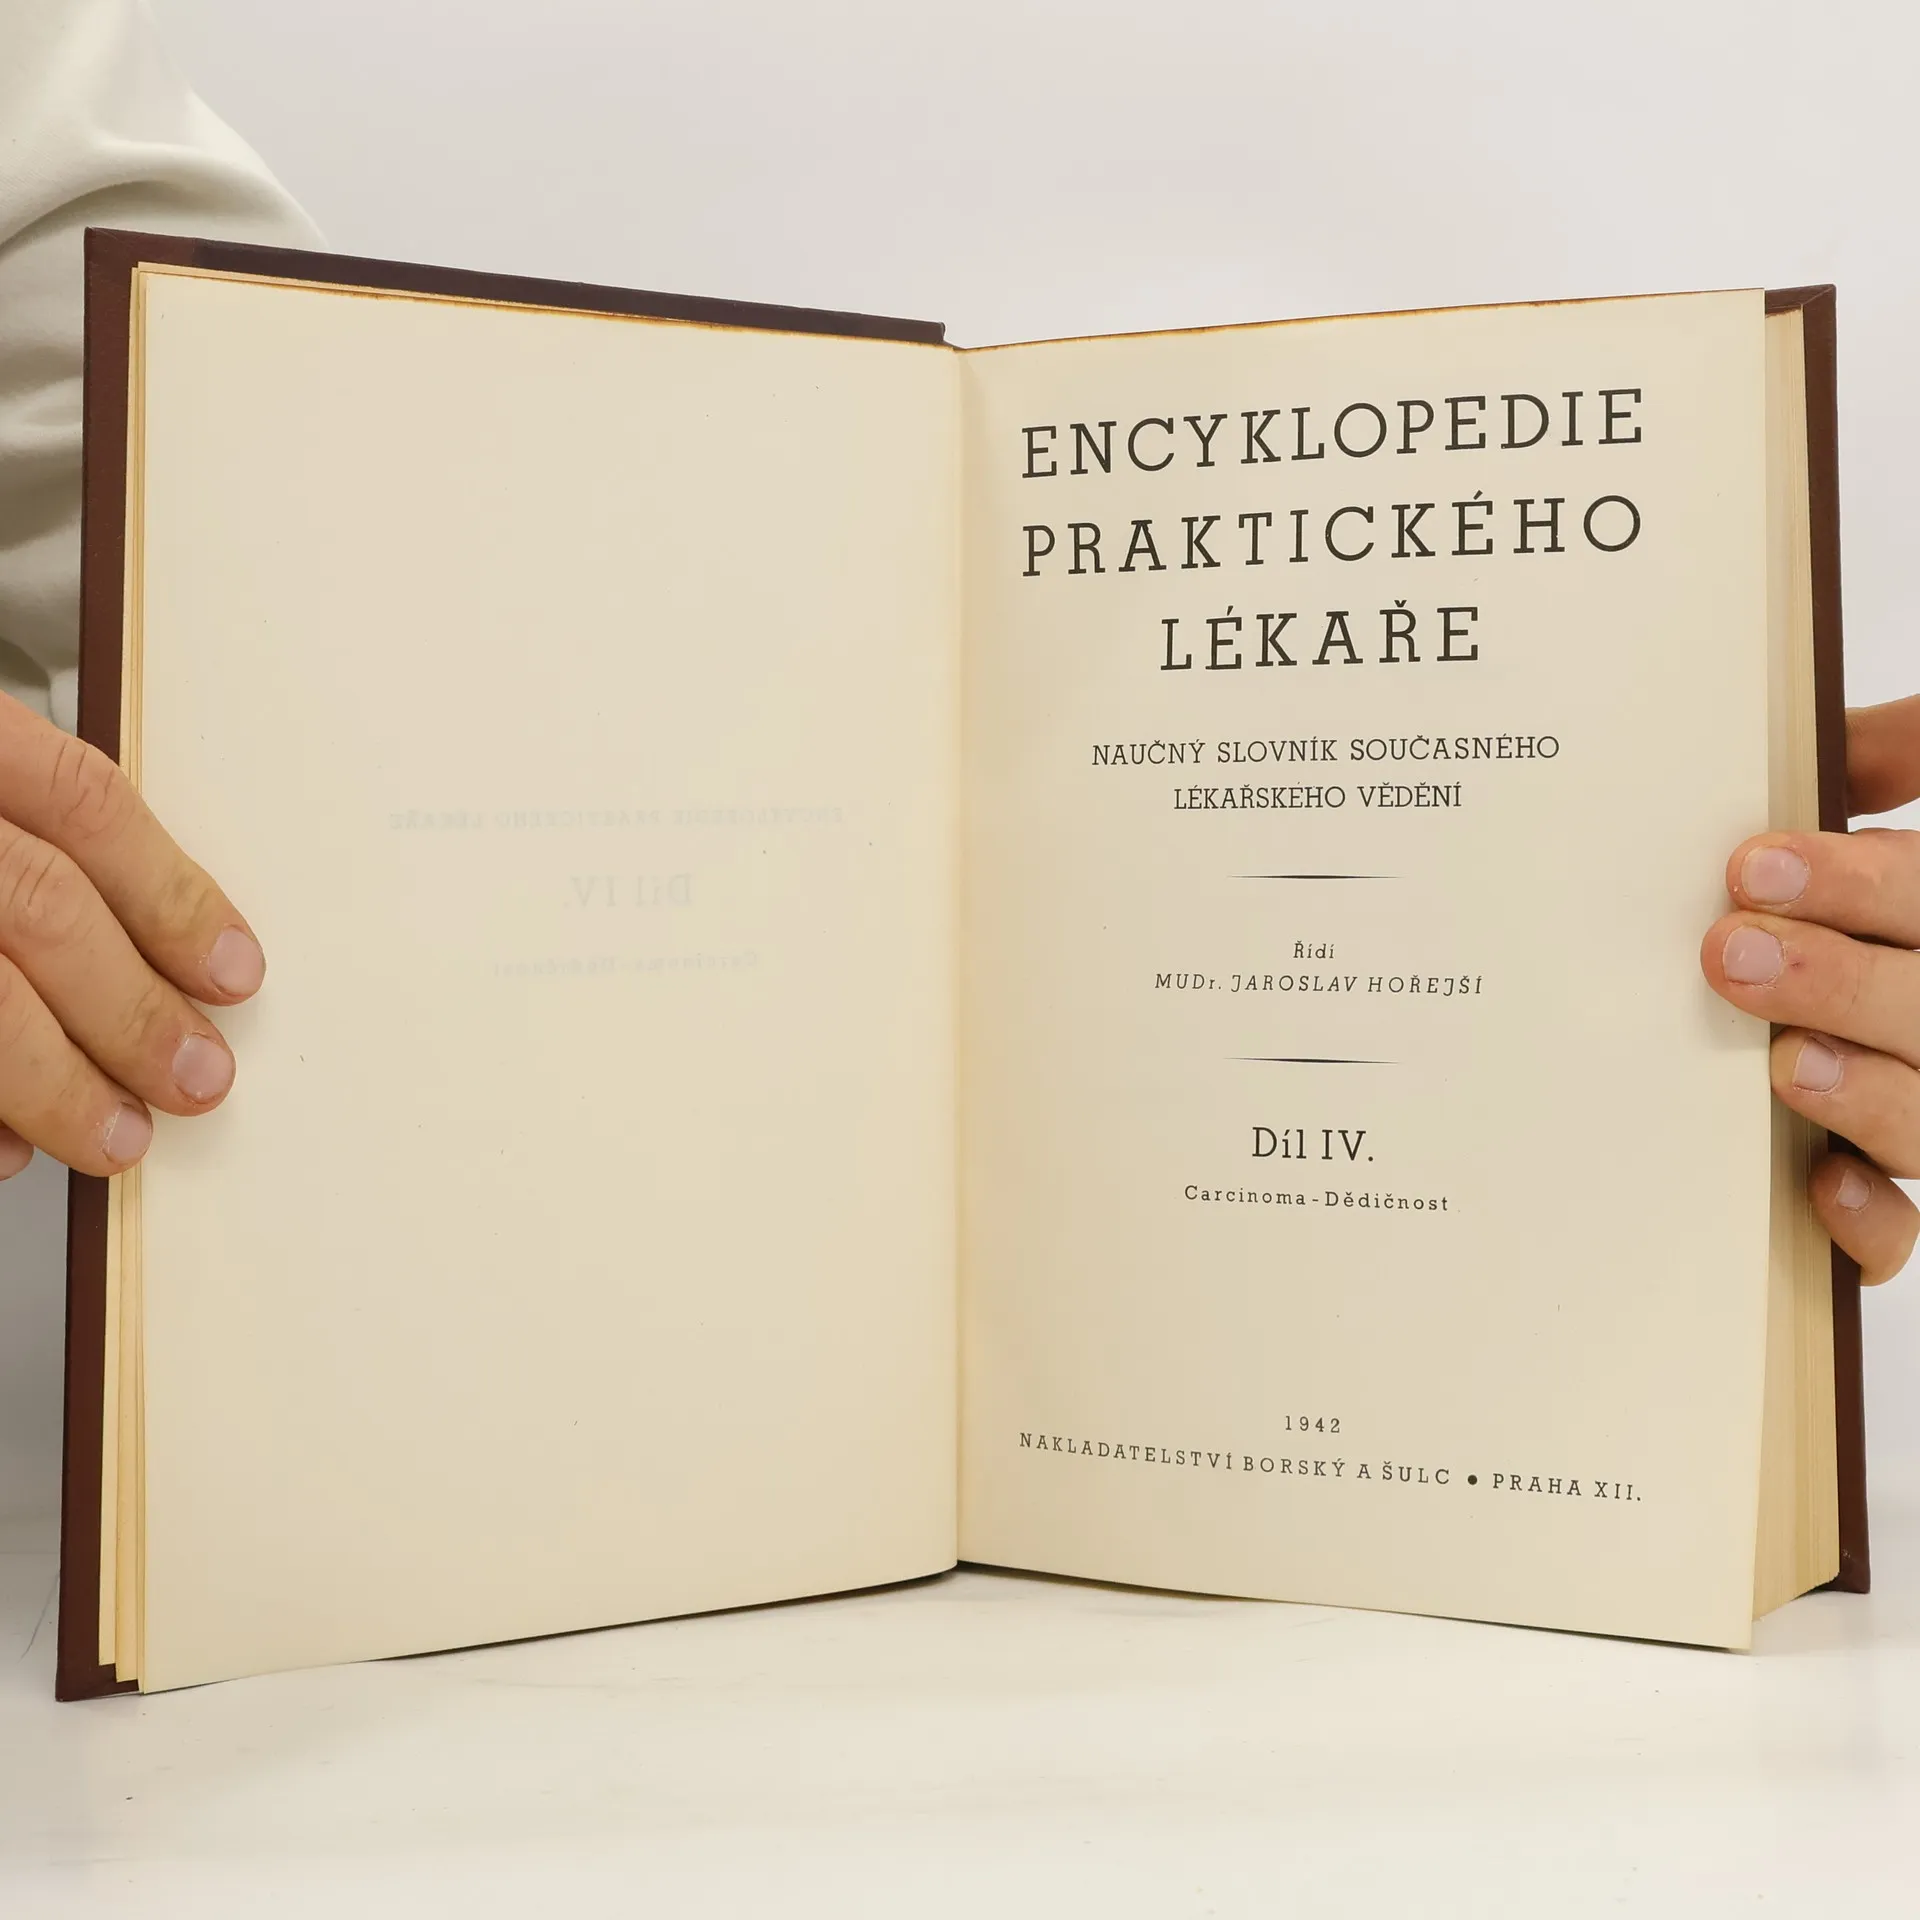 ENCYKLOPEDIE
PRAKTICKÉHO
LÉKAŘE
NAUČNÝ SLOVNÍK SOUČASNÉHO
LÉKAŘSKÉHO VĚDĚNÍ
Řídí
MUDr. JAROSLAV HOŘEJŠÍ
Díl IV.
Carcinoma-Dědičnost
1942
NAKLADATELSTVÍ BORSKÝ A ŠULC ● PRAHA XII.